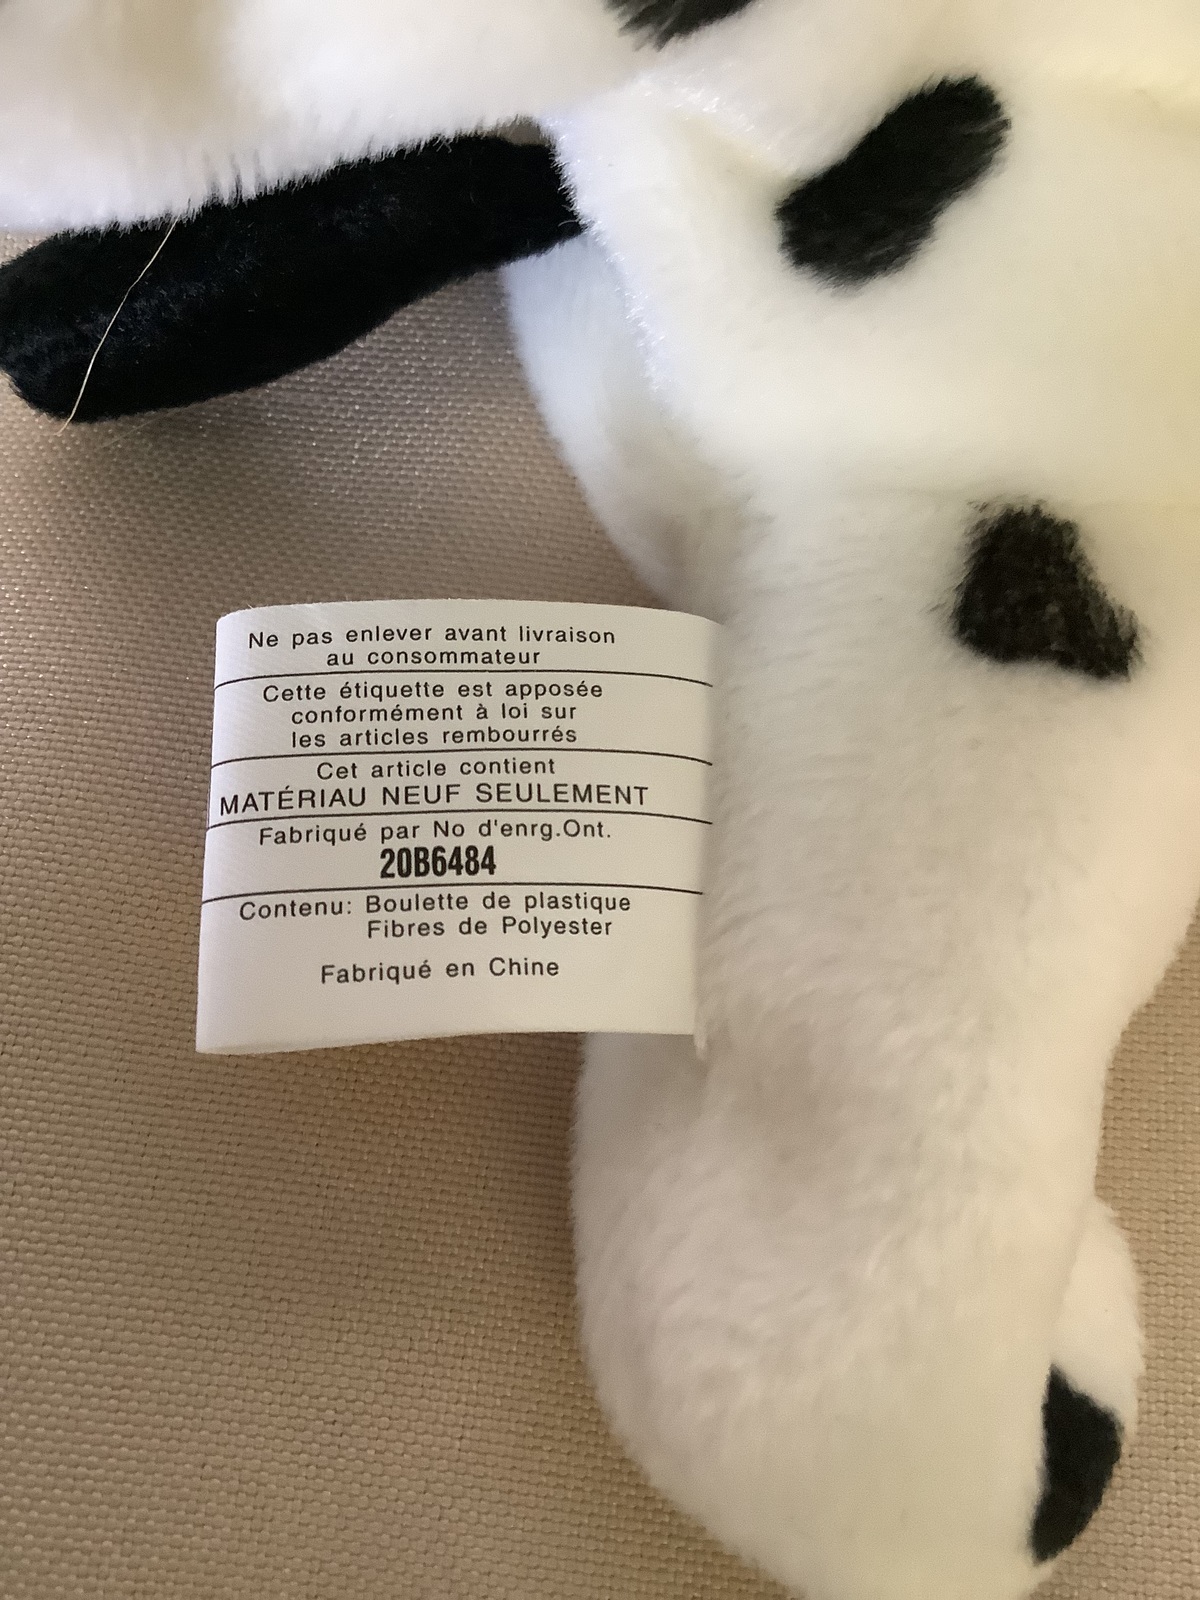 Ne pas enlever avant livraison
au consommateur
Cette étiquette est apposée
conformément à loi sur
les articles rembourrés
Cet article contient
MATÉRIAU NEUF SEULEMENT
Fabriqué par No d'enrg.Ont.
20B6484
Contenu: Boulette de plastique
Fibres de Polyester
Fabriqué en Chine